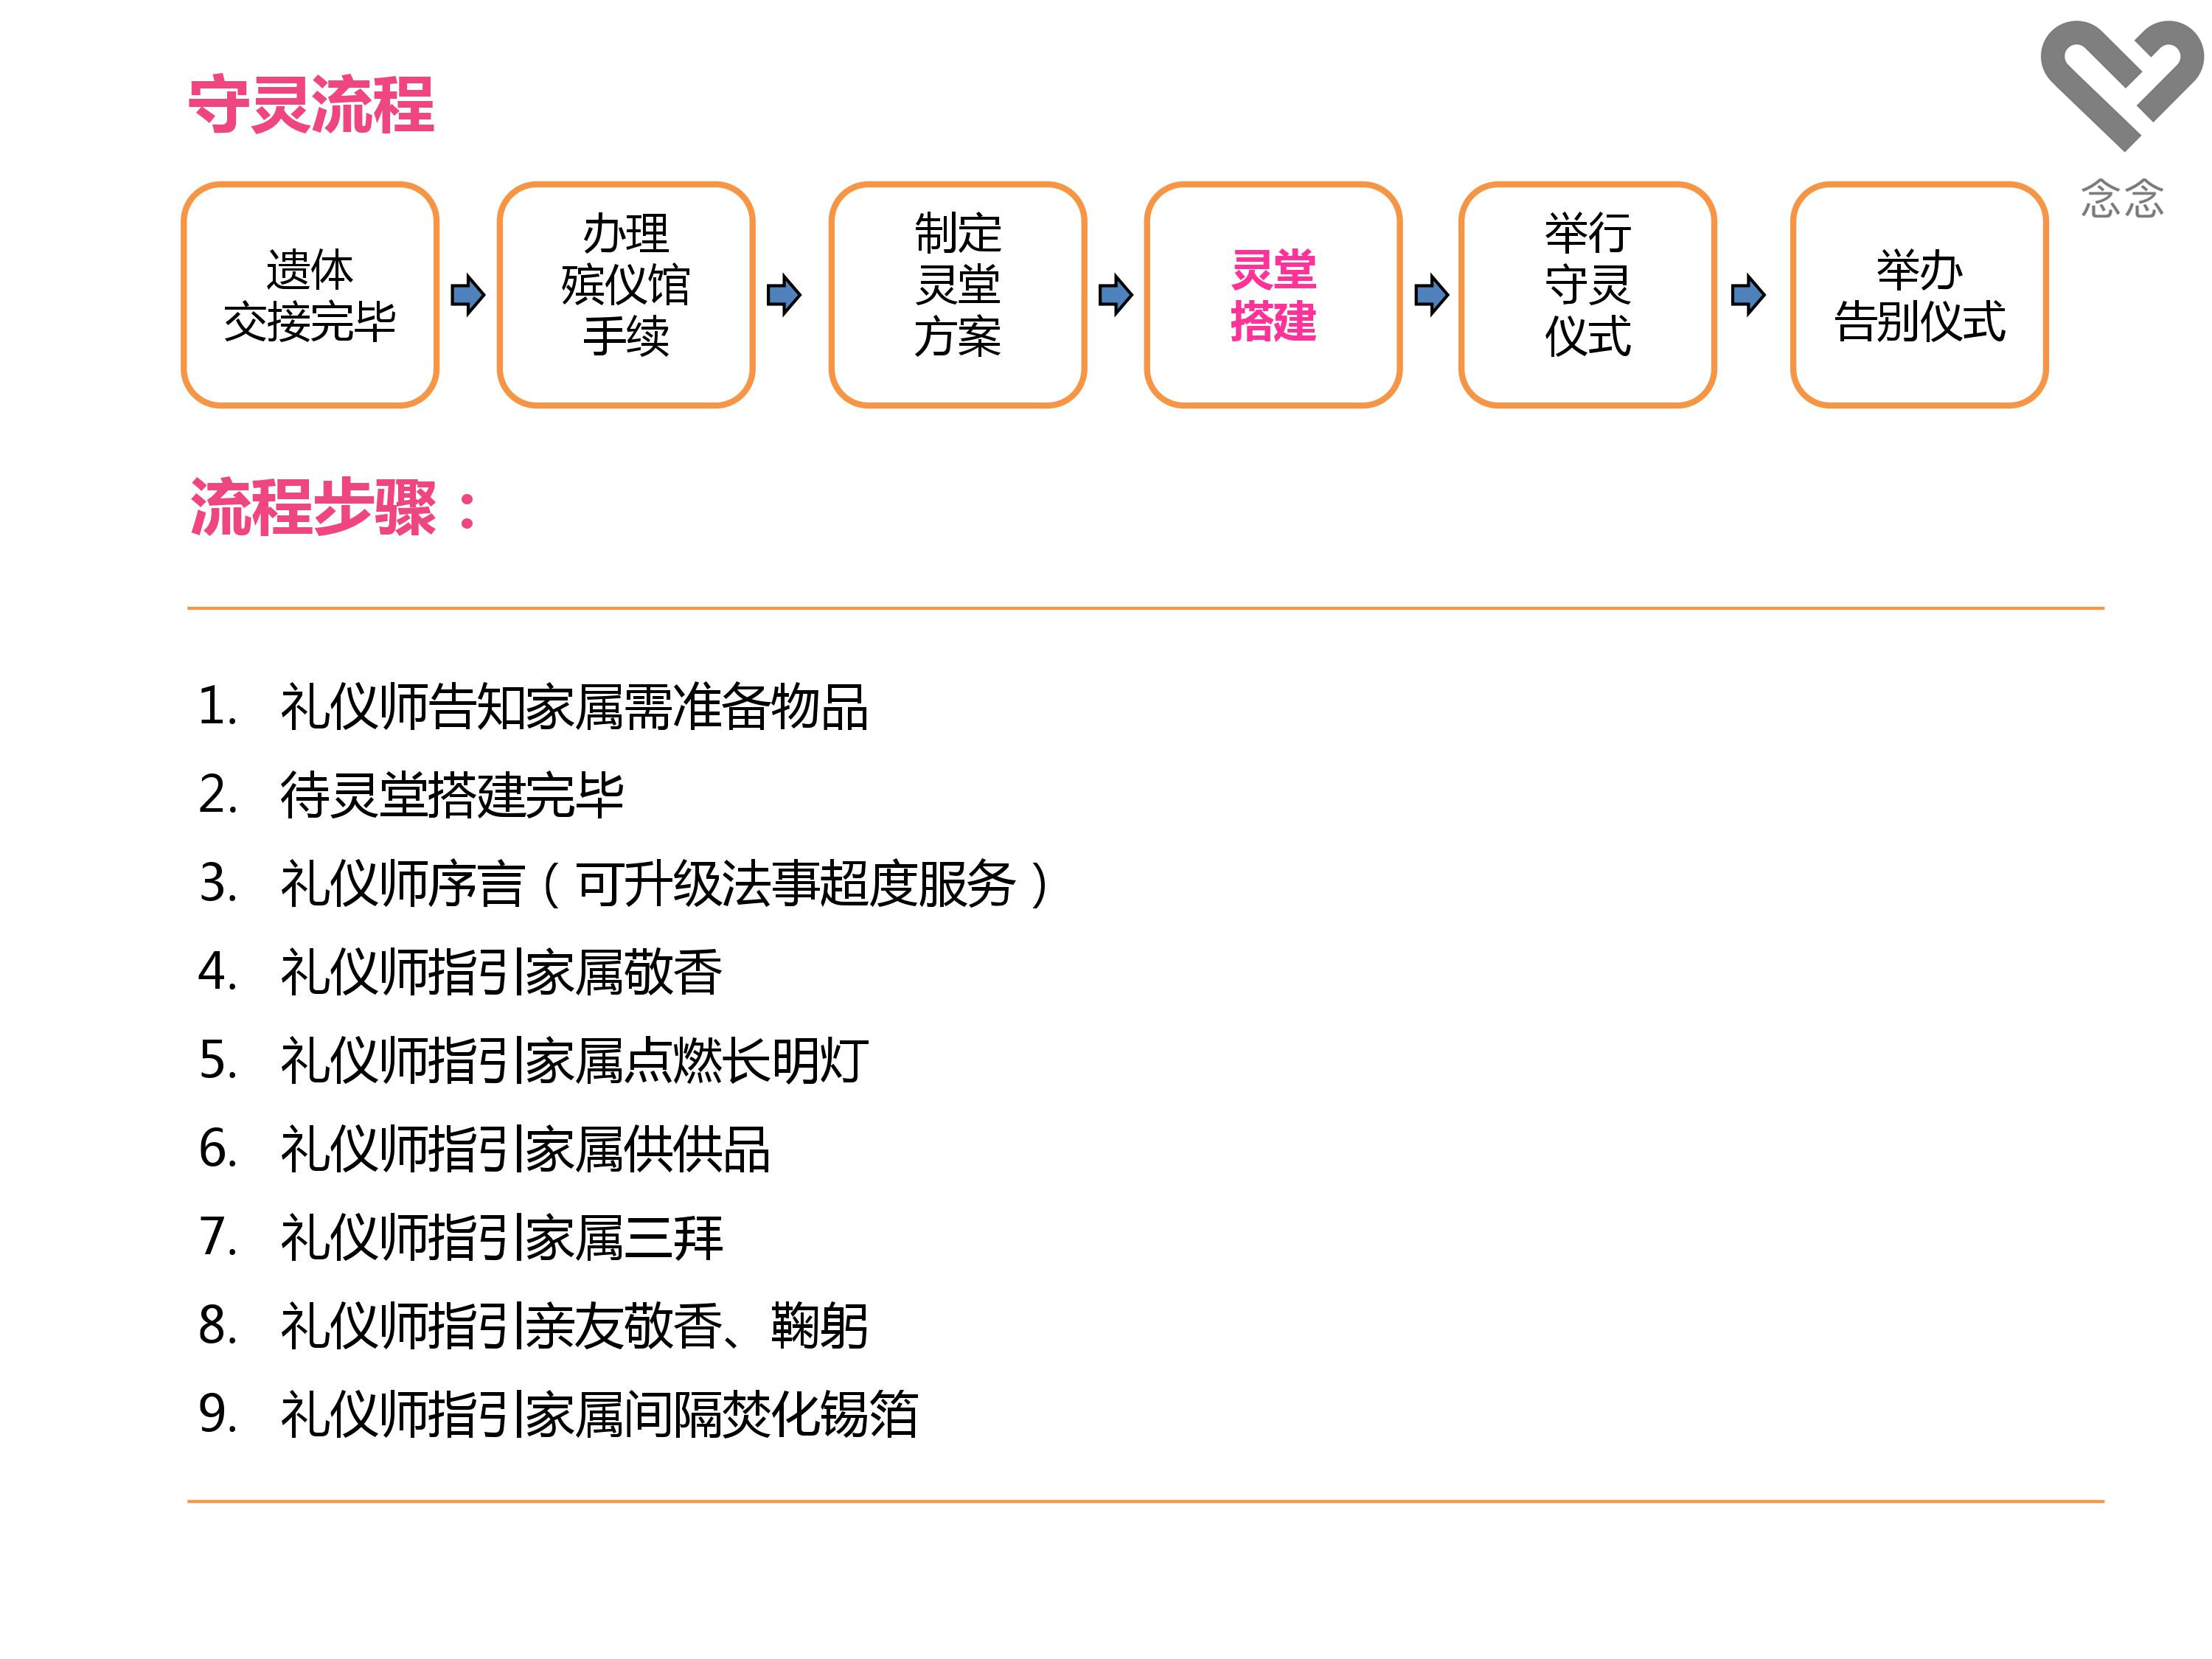 守灵流程
念念
遗体
交接完毕
办理
殡仪馆
手续
制定
灵堂
方案
灵堂
搭建
举行
守灵
仪式
举办
告别仪式
流程步骤：
1. 礼仪师告知家属需准备物品
2. 待灵堂搭建完毕
3. 礼仪师序言（可升级法事超度服务）
4. 礼仪师指引家属敬香
5. 礼仪师指引家属点燃长明灯
6. 礼仪师指引家属供供品
7. 礼仪师指引家属三拜
8. 礼仪师指引亲友敬香、鞠躬
9. 礼仪师指引家属间隔焚化锡箔